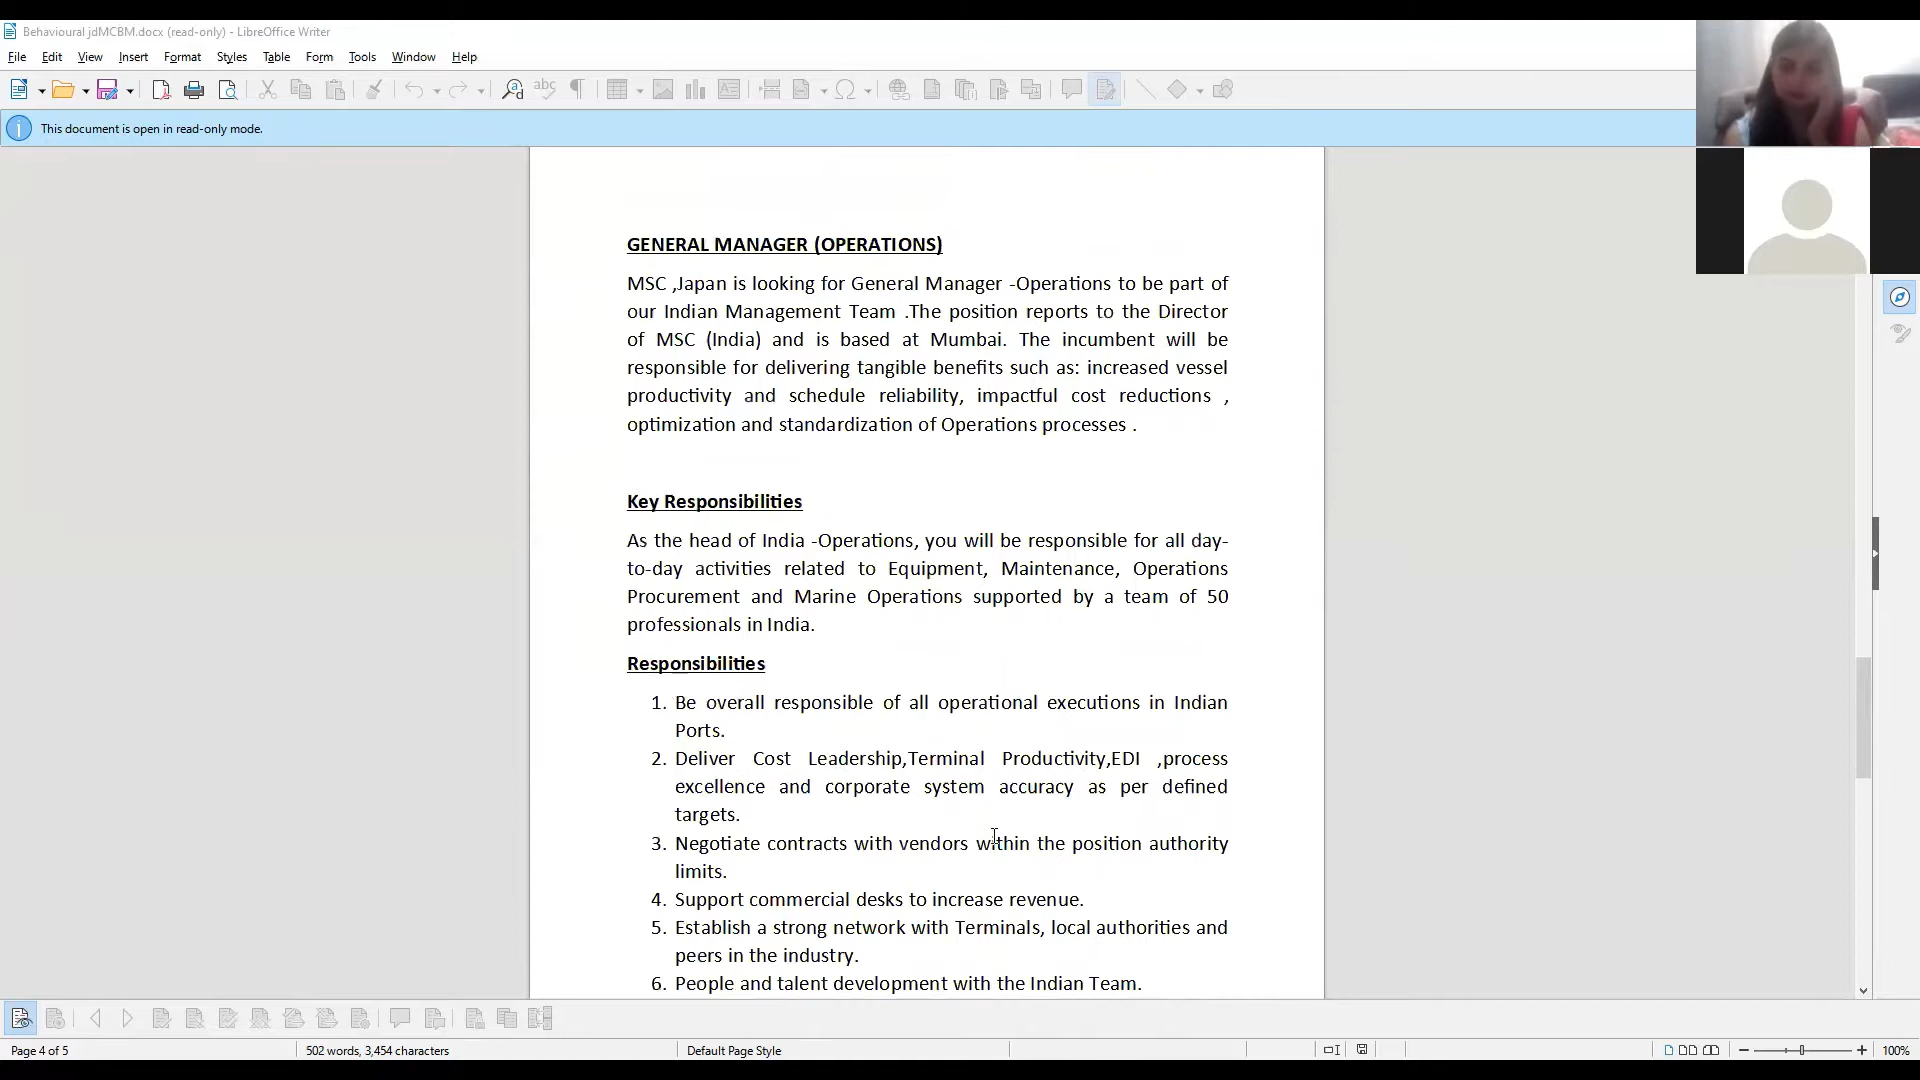 Behavioural jdMCBM.docx (read-only) - LibreOffice Writer
File Edit View Insert Format Styles Table Form Tools Window Help
This document is open in read-only mode.
GENERAL MANAGER (OPERATIONS)
MSC ,Japan is looking for General Manager -Operations to be part of
our Indian Management Team .The position reports to the Director
of MSC (India) and is based at Mumbai. The incumbent will be
responsible for delivering tangible benefits such as: increased vessel
productivity and schedule reliability, impactful cost reductions ,
optimization and standardization of Operations processes .
Key Responsibilities
As the head of India -Operations, you will be responsible for all day-
to-day activities related to Equipment, Maintenance, Operations
Procurement and Marine Operations supported by a team of 50
professionals in India.
Responsibilities
1. Be overall responsible of all operational executions in Indian
Ports.
2. Deliver Cost Leadership,Terminal Productivity,EDI ,process
excellence and corporate system accuracy as per defined
targets.
3. Negotiate contracts with vendors within the position authority
limits.
4. Support commercial desks to increase revenue.
5. Establish a strong network with Terminals, local authorities and
peers in the industry.
6. People and talent development with the Indian Team.
Page 4 of 5 502 words, 3,454 characters Default Page Style 100%